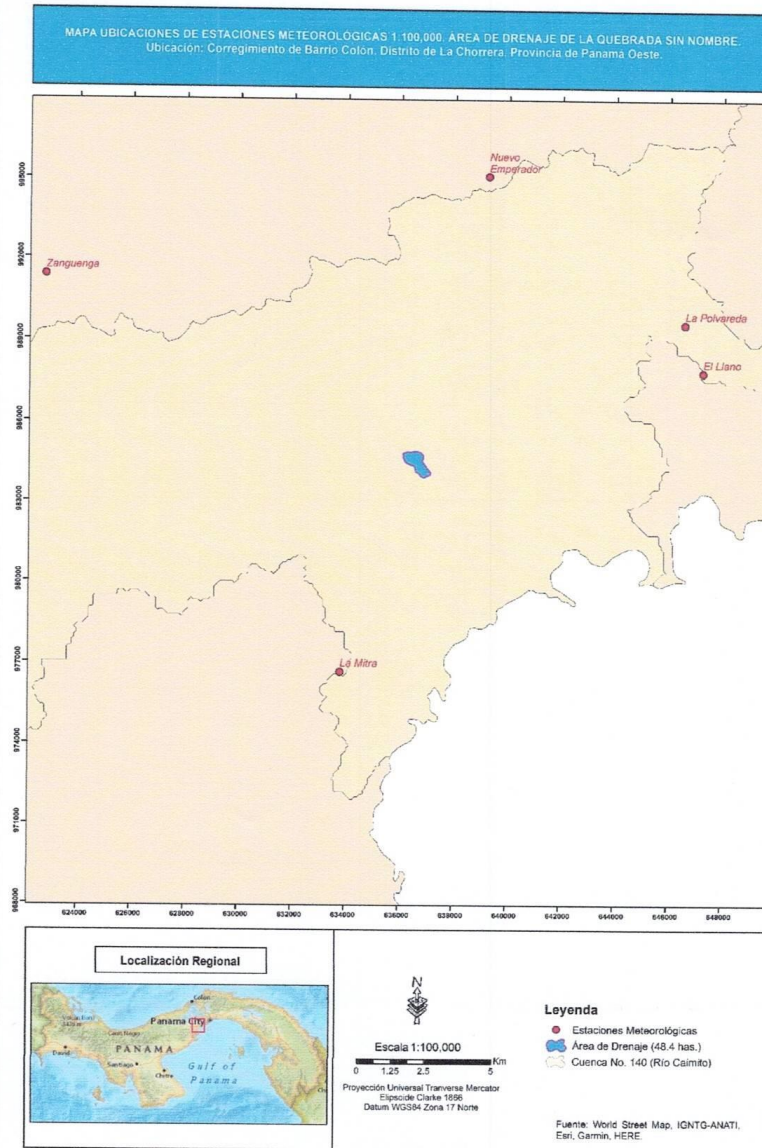 MAPA UBICACIONES DE ESTACIONES METEOROLÓGICAS 1:100,000. ÁREA DE DRENAJE DE LA QUEBRADA SIN NOMBRE.
Ubicación: Corregimiento de Barrio Colón. Distrito de La Chorrera. Provincia de Panamá Oeste.
Nuevo
Emperador
Zanguenga
La Polvareda
El Llano
La Mitra
995000
992000
989000
986000
983000
980000
977000
974000
971000
968000
624000 626000 628000 630000 632000 634000 636000 638000 640000 642000 644000 646000 648000
Localización Regional
Colón
Panama City
PANAMA
David
Santiago
Chitre
Gulf of
Panama
N
Escala 1:100,000
0 1.25 2.5 5 Km
Proyección Universal Tranverse Mercator
Elipsoide Clarke 1866
Datum WGS84 Zona 17 Norte
Leyenda
Estaciones Meteorológicas
Área de Drenaje (48.4 has.)
Cuenca No. 140 (Río Caimito)
Fuente: World Street Map, IGNTG-ANATI,
Esri, Garmin, HERE.